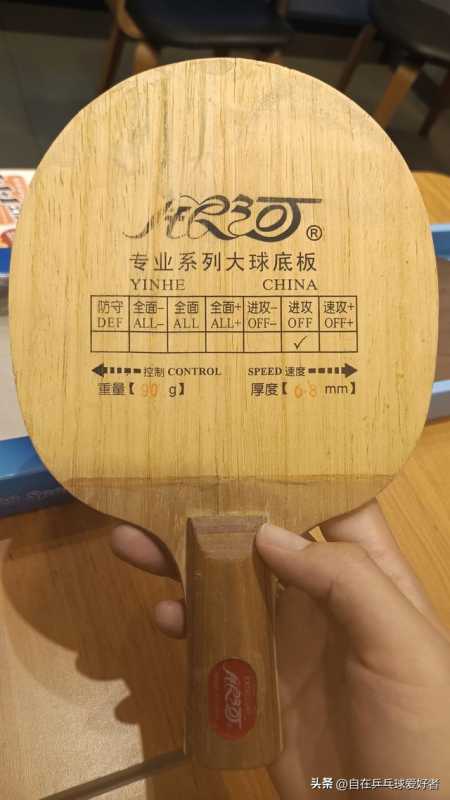 银河®
专业系列大球底板
YINHE CHINA
防守 全面- 全面 全面+ 进攻- 进攻 速攻+
DEF ALL- ALL ALL+ OFF- OFF OFF+
✓
控制 CONTROL SPEED 速度
重量【90 g】 厚度【6.8 mm】
头条 @自在乒乓球爱好者